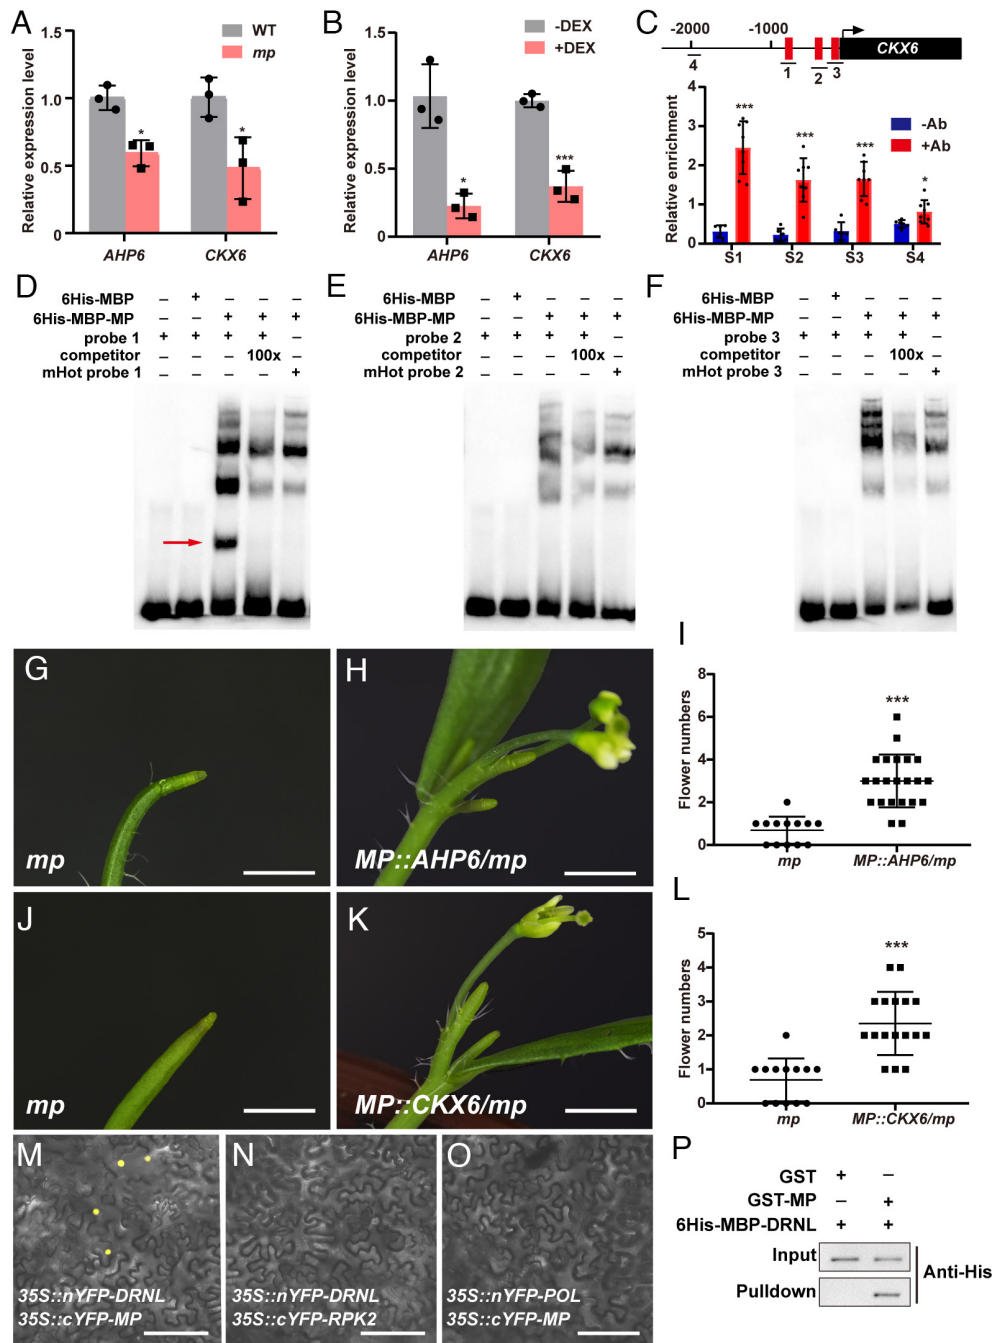 A
Relative expression level
1.5
1.0
0.5
0
WT
mp
*
*
AHP6
CKX6
B
Relative expression level
1.5
1.0
0.5
0
-DEX
+DEX
*
***
AHP6
CKX6
C
-2000
-1000
CKX6
4
1
2
3
Relative enrichment
4
3
2
1
0
-Ab
+Ab
***
***
***
*
S1
S2
S3
S4
D
6His-MBP – + – – –
6His-MBP-MP – – + + +
probe 1 + + + + –
competitor – – – 100x –
mHot probe 1 – – – – +
E
6His-MBP – + – – –
6His-MBP-MP – – + + +
probe 2 + + + + –
competitor – – – 100x –
mHot probe 2 – – – – +
F
6His-MBP – + – – –
6His-MBP-MP – – + + +
probe 3 + + + + –
competitor – – – 100x –
mHot probe 3 – – – – +
G
mp
H
MP::AHP6/mp
I
Flower numbers
8
6
4
2
0
***
mp
MP::AHP6/mp
J
mp
K
MP::CKX6/mp
L
Flower numbers
5
4
3
2
1
0
***
mp
MP::CKX6/mp
M
35S::nYFP-DRNL
35S::cYFP-MP
N
35S::nYFP-DRNL
35S::cYFP-RPK2
O
35S::nYFP-POL
35S::cYFP-MP
P
GST + –
GST-MP – +
6His-MBP-DRNL + +
Input
Pulldown
Anti-His